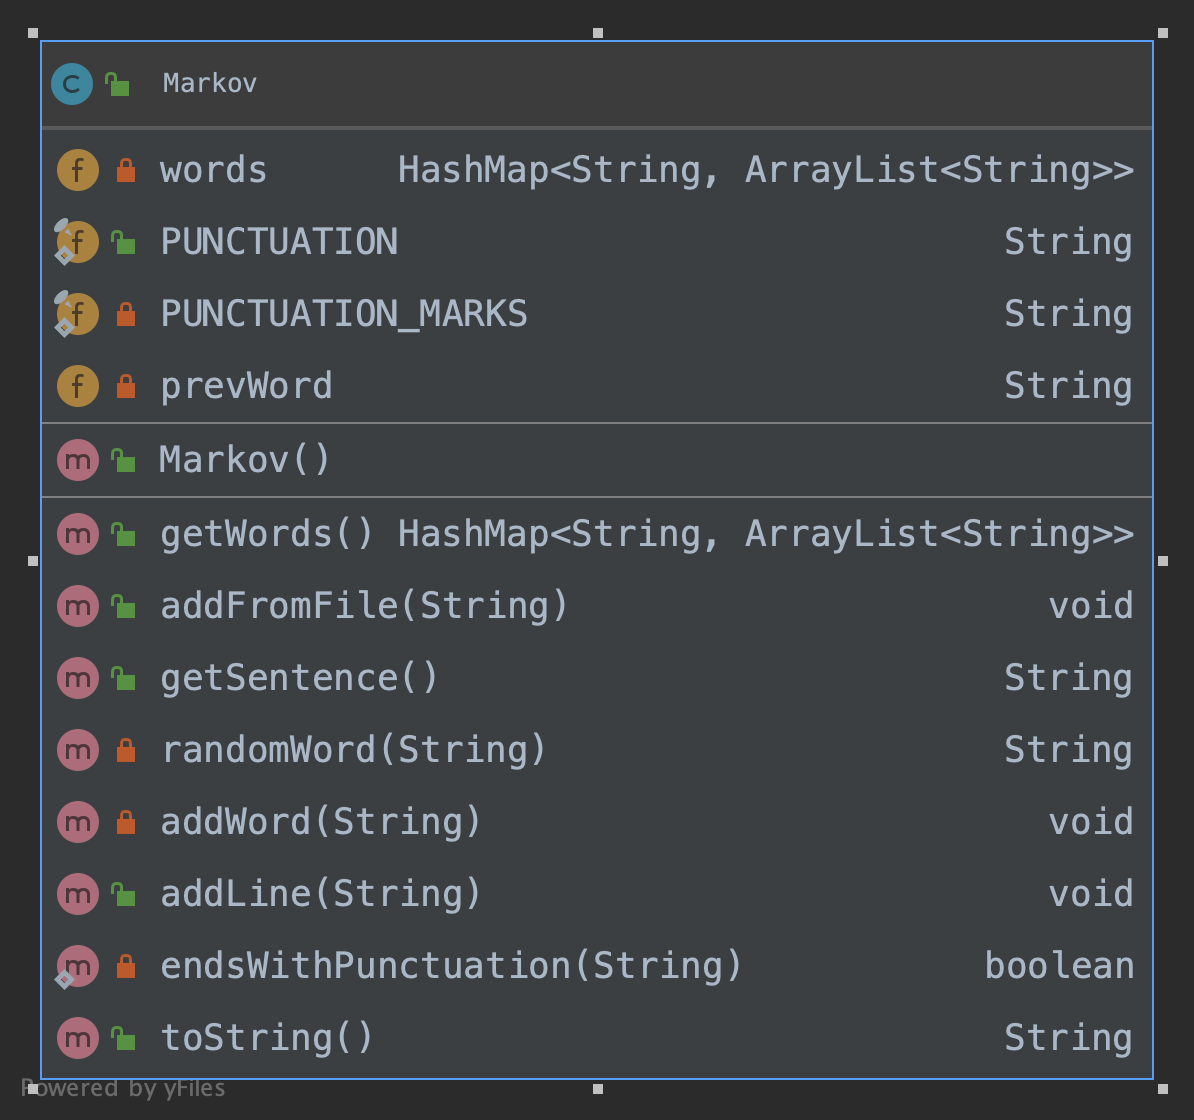 C Markov
f words HashMap<String, ArrayList<String>>
f PUNCTUATION String
f PUNCTUATION_MARKS String
f prevWord String
m Markov()
m getWords() HashMap<String, ArrayList<String>>
m addFromFile(String) void
m getSentence() String
m randomWord(String) String
m addWord(String) void
m addLine(String) void
m endsWithPunctuation(String) boolean
m toString() String
Powered by yFiles